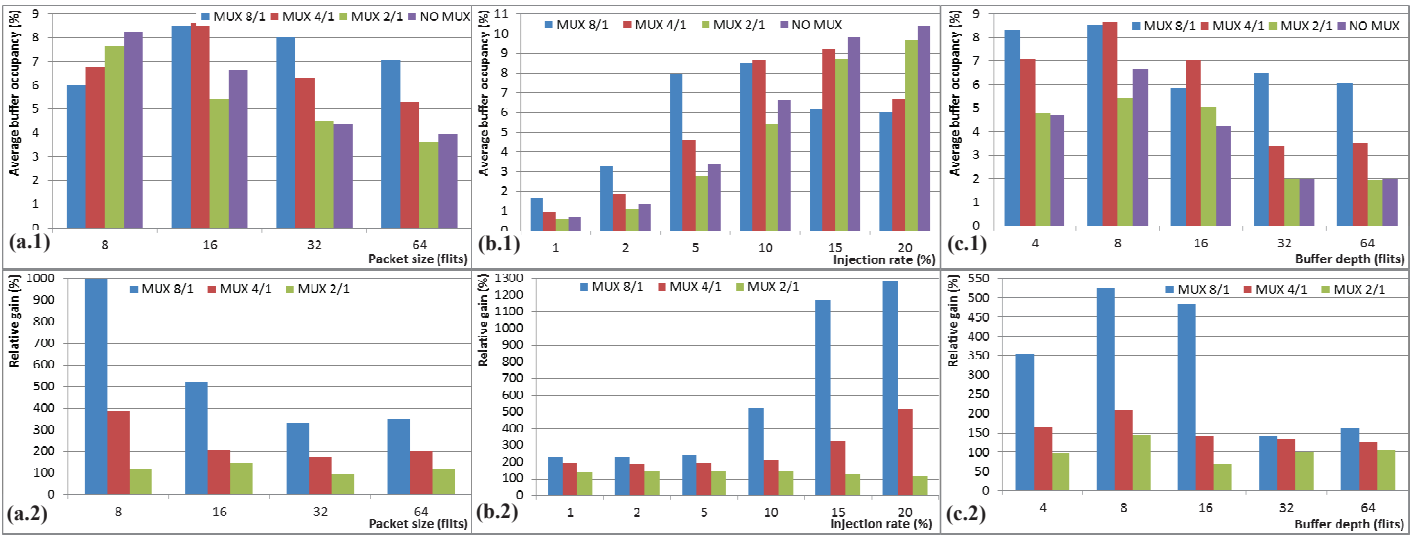 Average buffer occupancy (%)
9
8
7
6
5
4
3
2
1
0
MUX 8/1 MUX 4/1 MUX 2/1 NO MUX
8 16 32 64
Packet size (flits)
(a.1)
Average buffer occupancy (%)
11
10
9
8
7
6
5
4
3
2
1
0
MUX 8/1 MUX 4/1 MUX 2/1 NO MUX
1 2 5 10 15 20
Injection rate (%)
(b.1)
Average buffer occupancy (%)
9
8
7
6
5
4
3
2
1
0
MUX 8/1 MUX 4/1 MUX 2/1 NO MUX
4 8 16 32 64
Buffer depth (flits)
(c.1)
Relative gain (%)
1000
900
800
700
600
500
400
300
200
100
0
MUX 8/1 MUX 4/1 MUX 2/1
8 16 32 64
Packet size (flits)
(a.2)
Relative gain (%)
1300
1200
1100
1000
900
800
700
600
500
400
300
200
100
0
MUX 8/1 MUX 4/1 MUX 2/1
1 2 5 10 15 20
Injection rate (%)
(b.2)
Relative gain (%)
550
500
450
400
350
300
250
200
150
100
50
0
MUX 8/1 MUX 4/1 MUX 2/1
4 8 16 32 64
Buffer depth (flits)
(c.2)